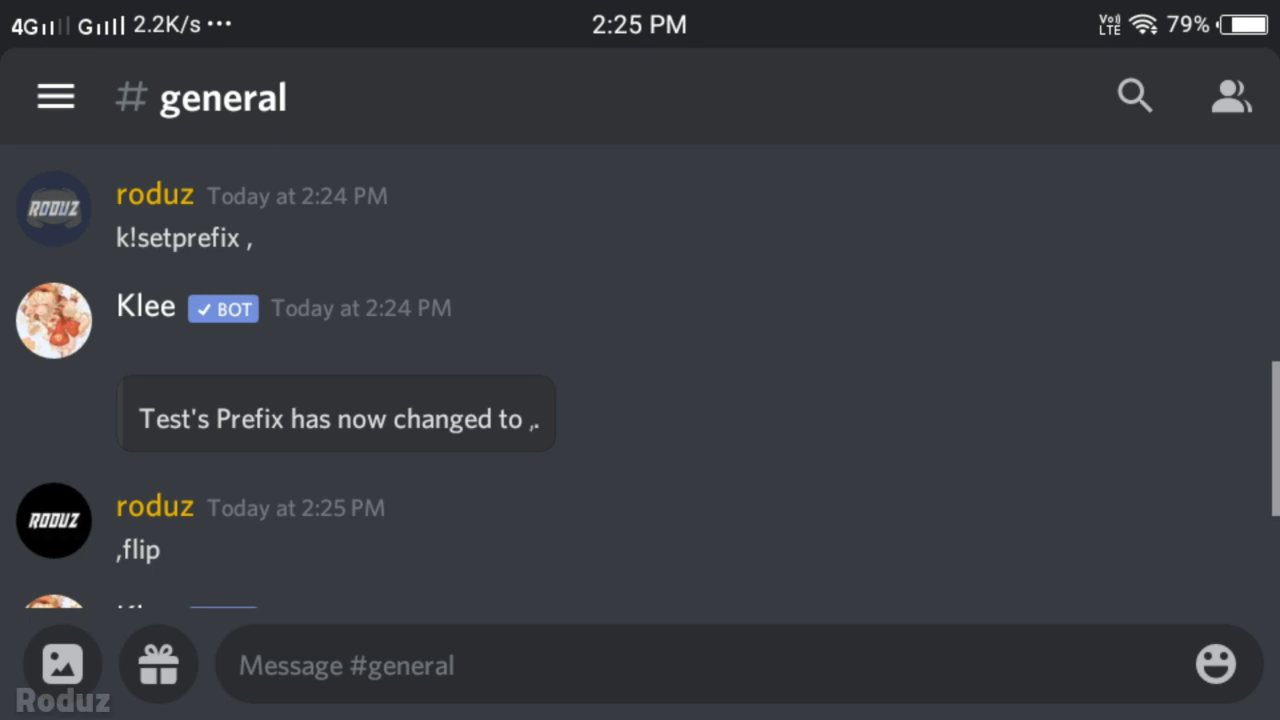 4G G 2.2K/s ··· 2:25 PM Vo)) LTE 79%
# general
RODUZ roduz Today at 2:24 PM
k!setprefix ,
Klee ✓ BOT Today at 2:24 PM
Test's Prefix has now changed to ,.
RODUZ roduz Today at 2:25 PM
,flip
Message #general
Roduz